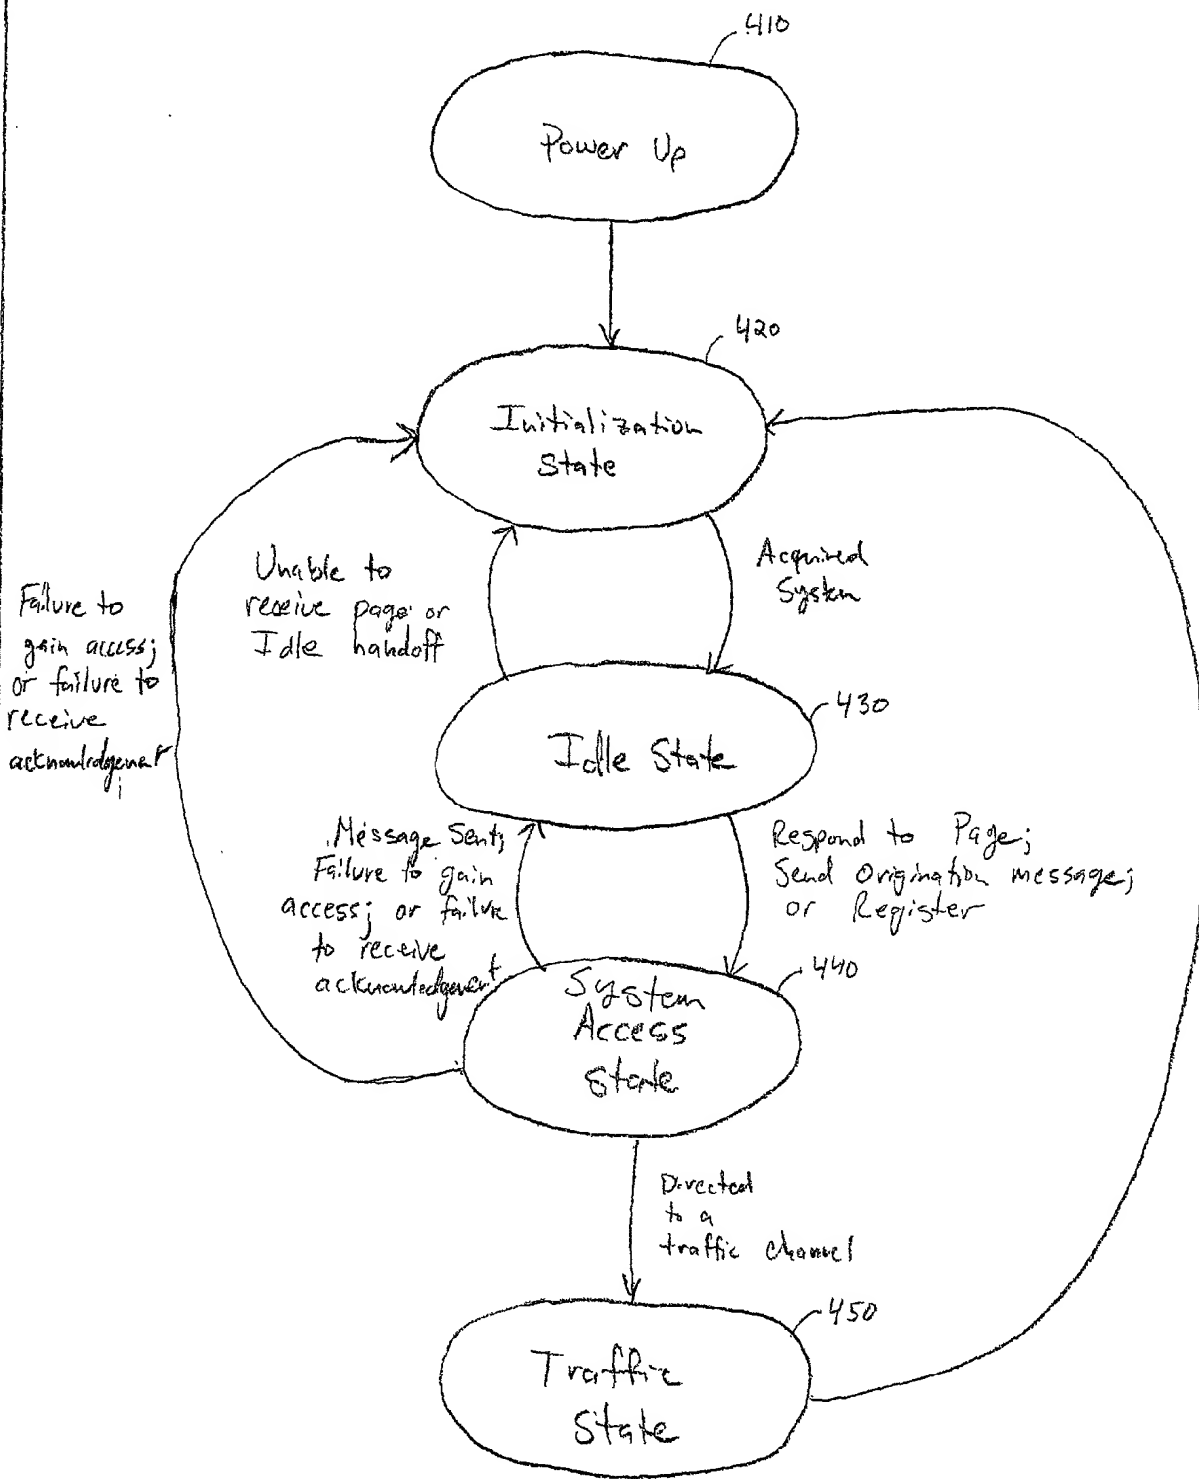 410
Power Up
420
Initialization
State
Acquired
System
Unable to
receive page or
Idle handoff
Failure to
gain access;
or failure to
receive
acknowledgement;
430
Idle State
Message Sent;
Failure to gain
access; or failure
to receive
acknowledgement
Respond to Page;
Send Origination message;
or Register
440
System
Access
State
Directed
to a
traffic channel
450
Traffic
State